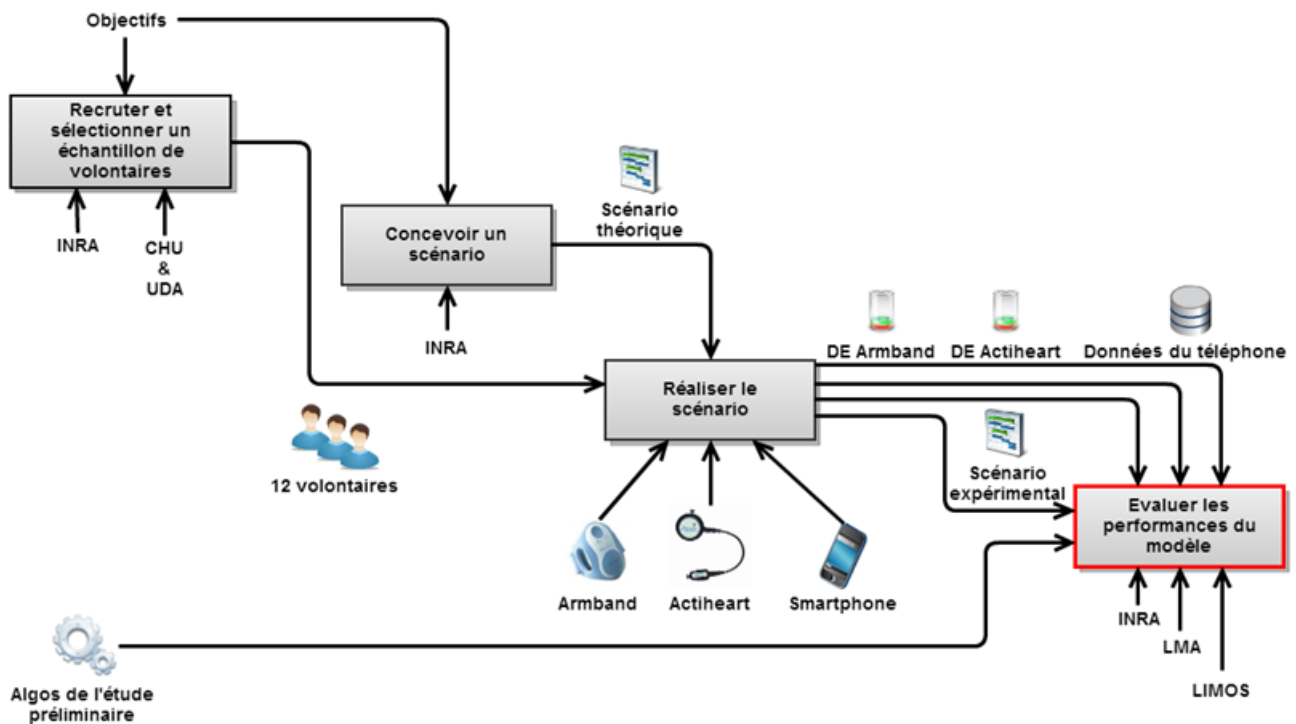 Objectifs
Recruter et
sélectionner un
échantillon de
volontaires
INRA
CHU
&
UDA
Concevoir un
scénario
INRA
Scénario
théorique
12 volontaires
Réaliser le
scénario
Armband
Actiheart
Smartphone
DE Armband
DE Actiheart
Données du téléphone
Scénario
expérimental
Evaluer les
performances du
modèle
INRA
LMA
LIMOS
Algos de l'étude
préliminaire